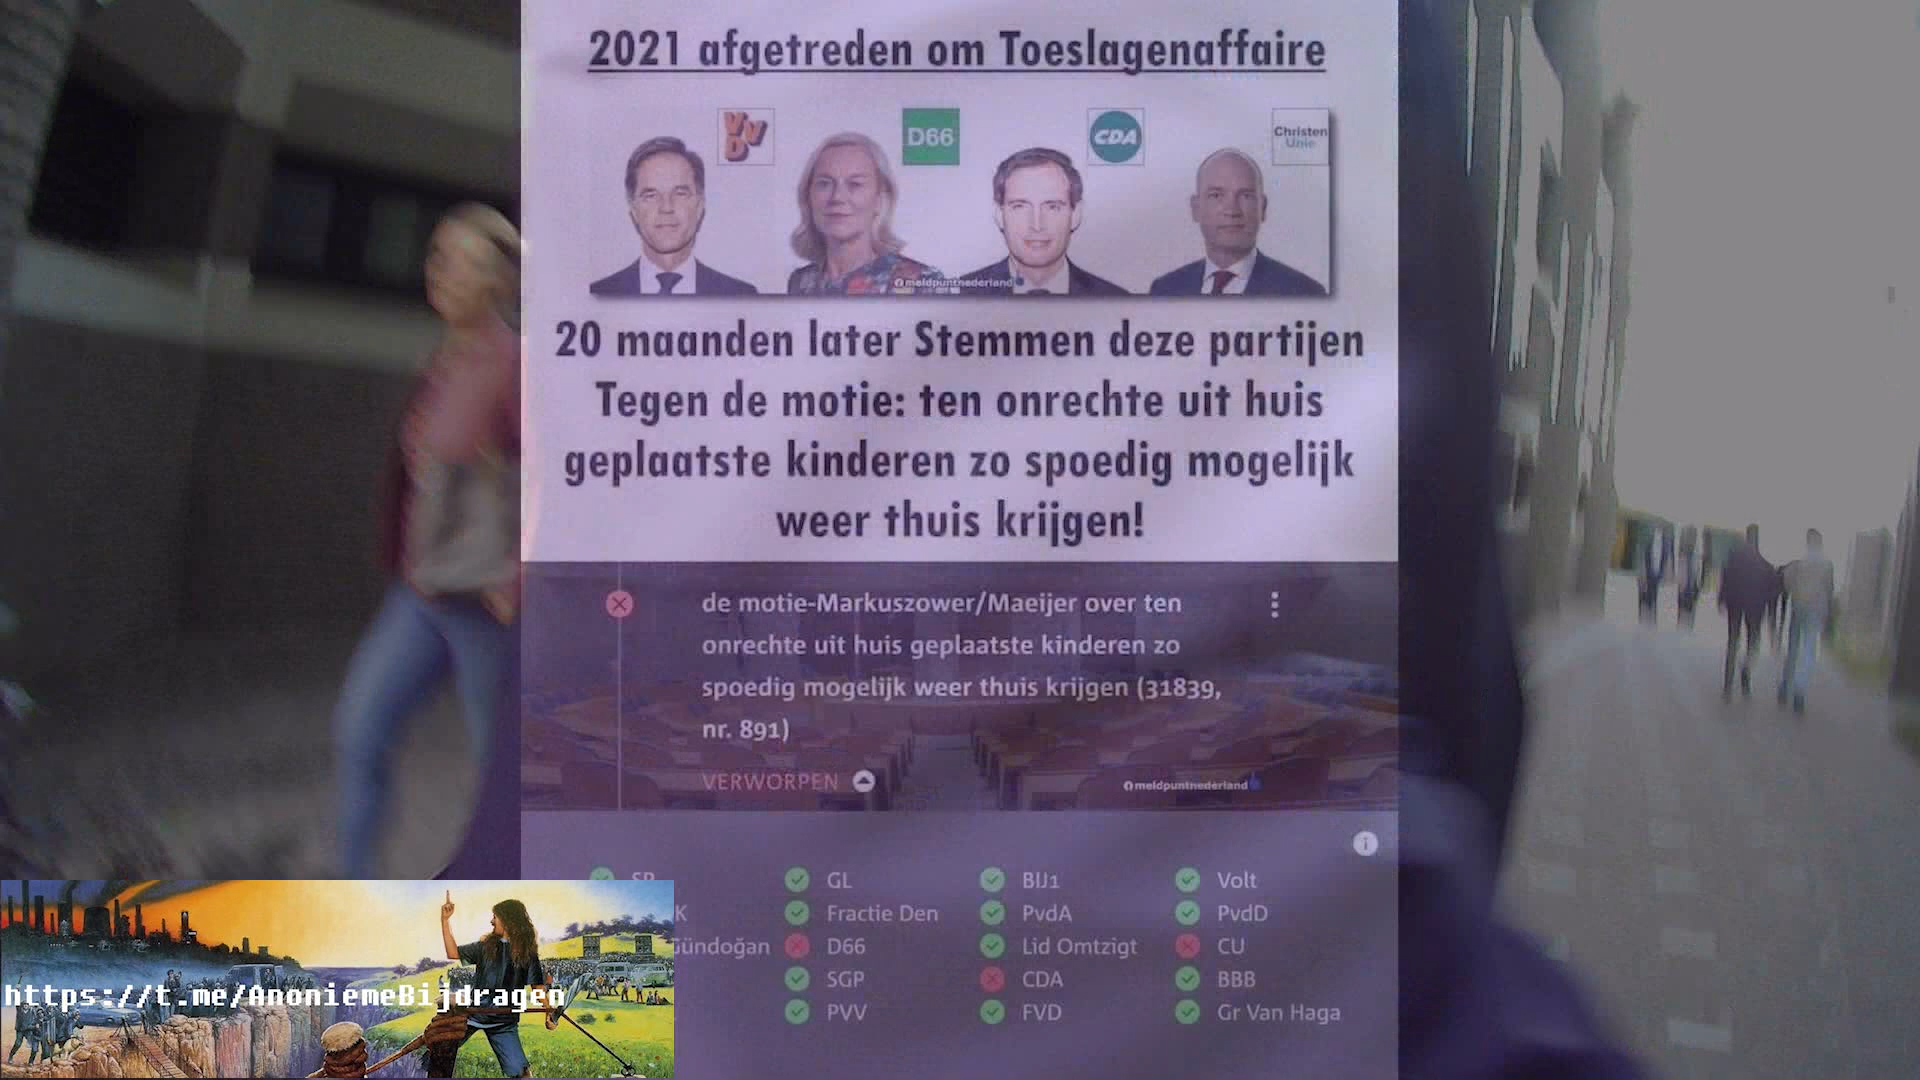 2021 afgetreden om Toeslagenaffaire
VVD
D66
CDA
Christen
Unie
meldpuntnederland
20 maanden later Stemmen deze partijen
Tegen de motie: ten onrechte uit huis
geplaatste kinderen zo spoedig mogelijk
weer thuis krijgen!
de motie-Markuszower/Maeijer over ten
onrechte uit huis geplaatste kinderen zo
spoedig mogelijk weer thuis krijgen (31839,
nr. 891)
VERWORPEN
meldpuntnederland
SP GL BIJ1 Volt
K Fractie Den PvdA PvdD
Gündoğan D66 Lid Omtzigt CU
SGP CDA BBB
PVV FVD Gr Van Haga
https://t.me/AnoniemeBijdragen